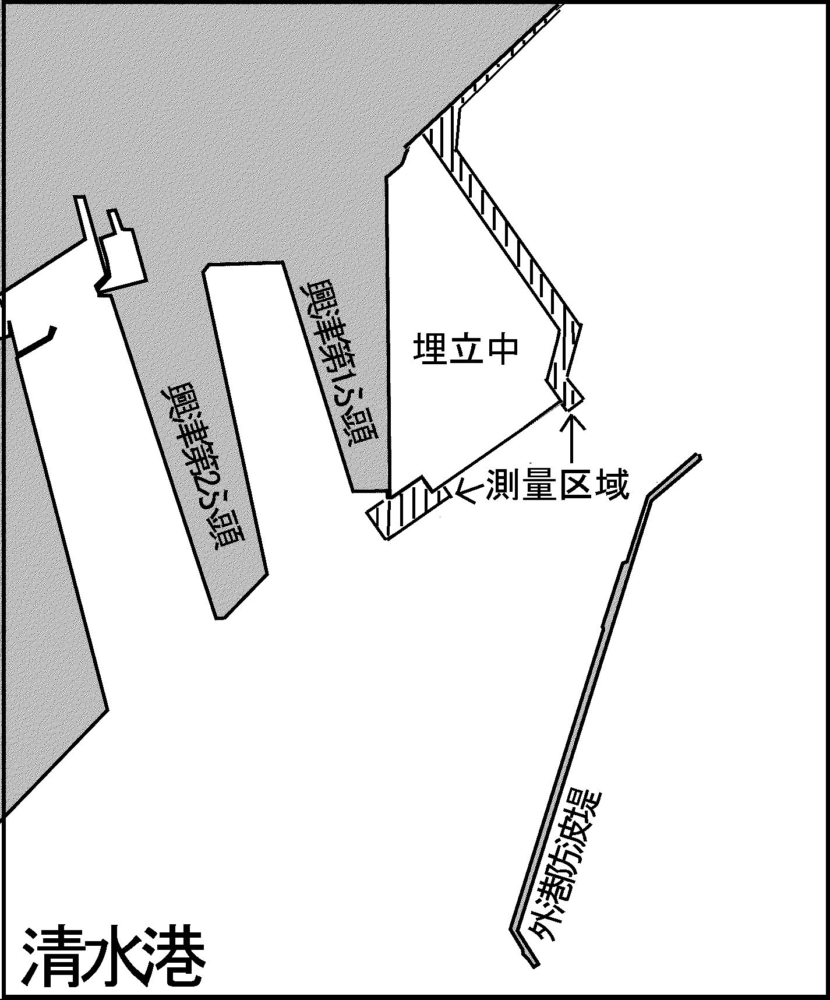 興津第1ふ頭
埋立中
興津第2ふ頭
測量区域
外港防波堤
清水港